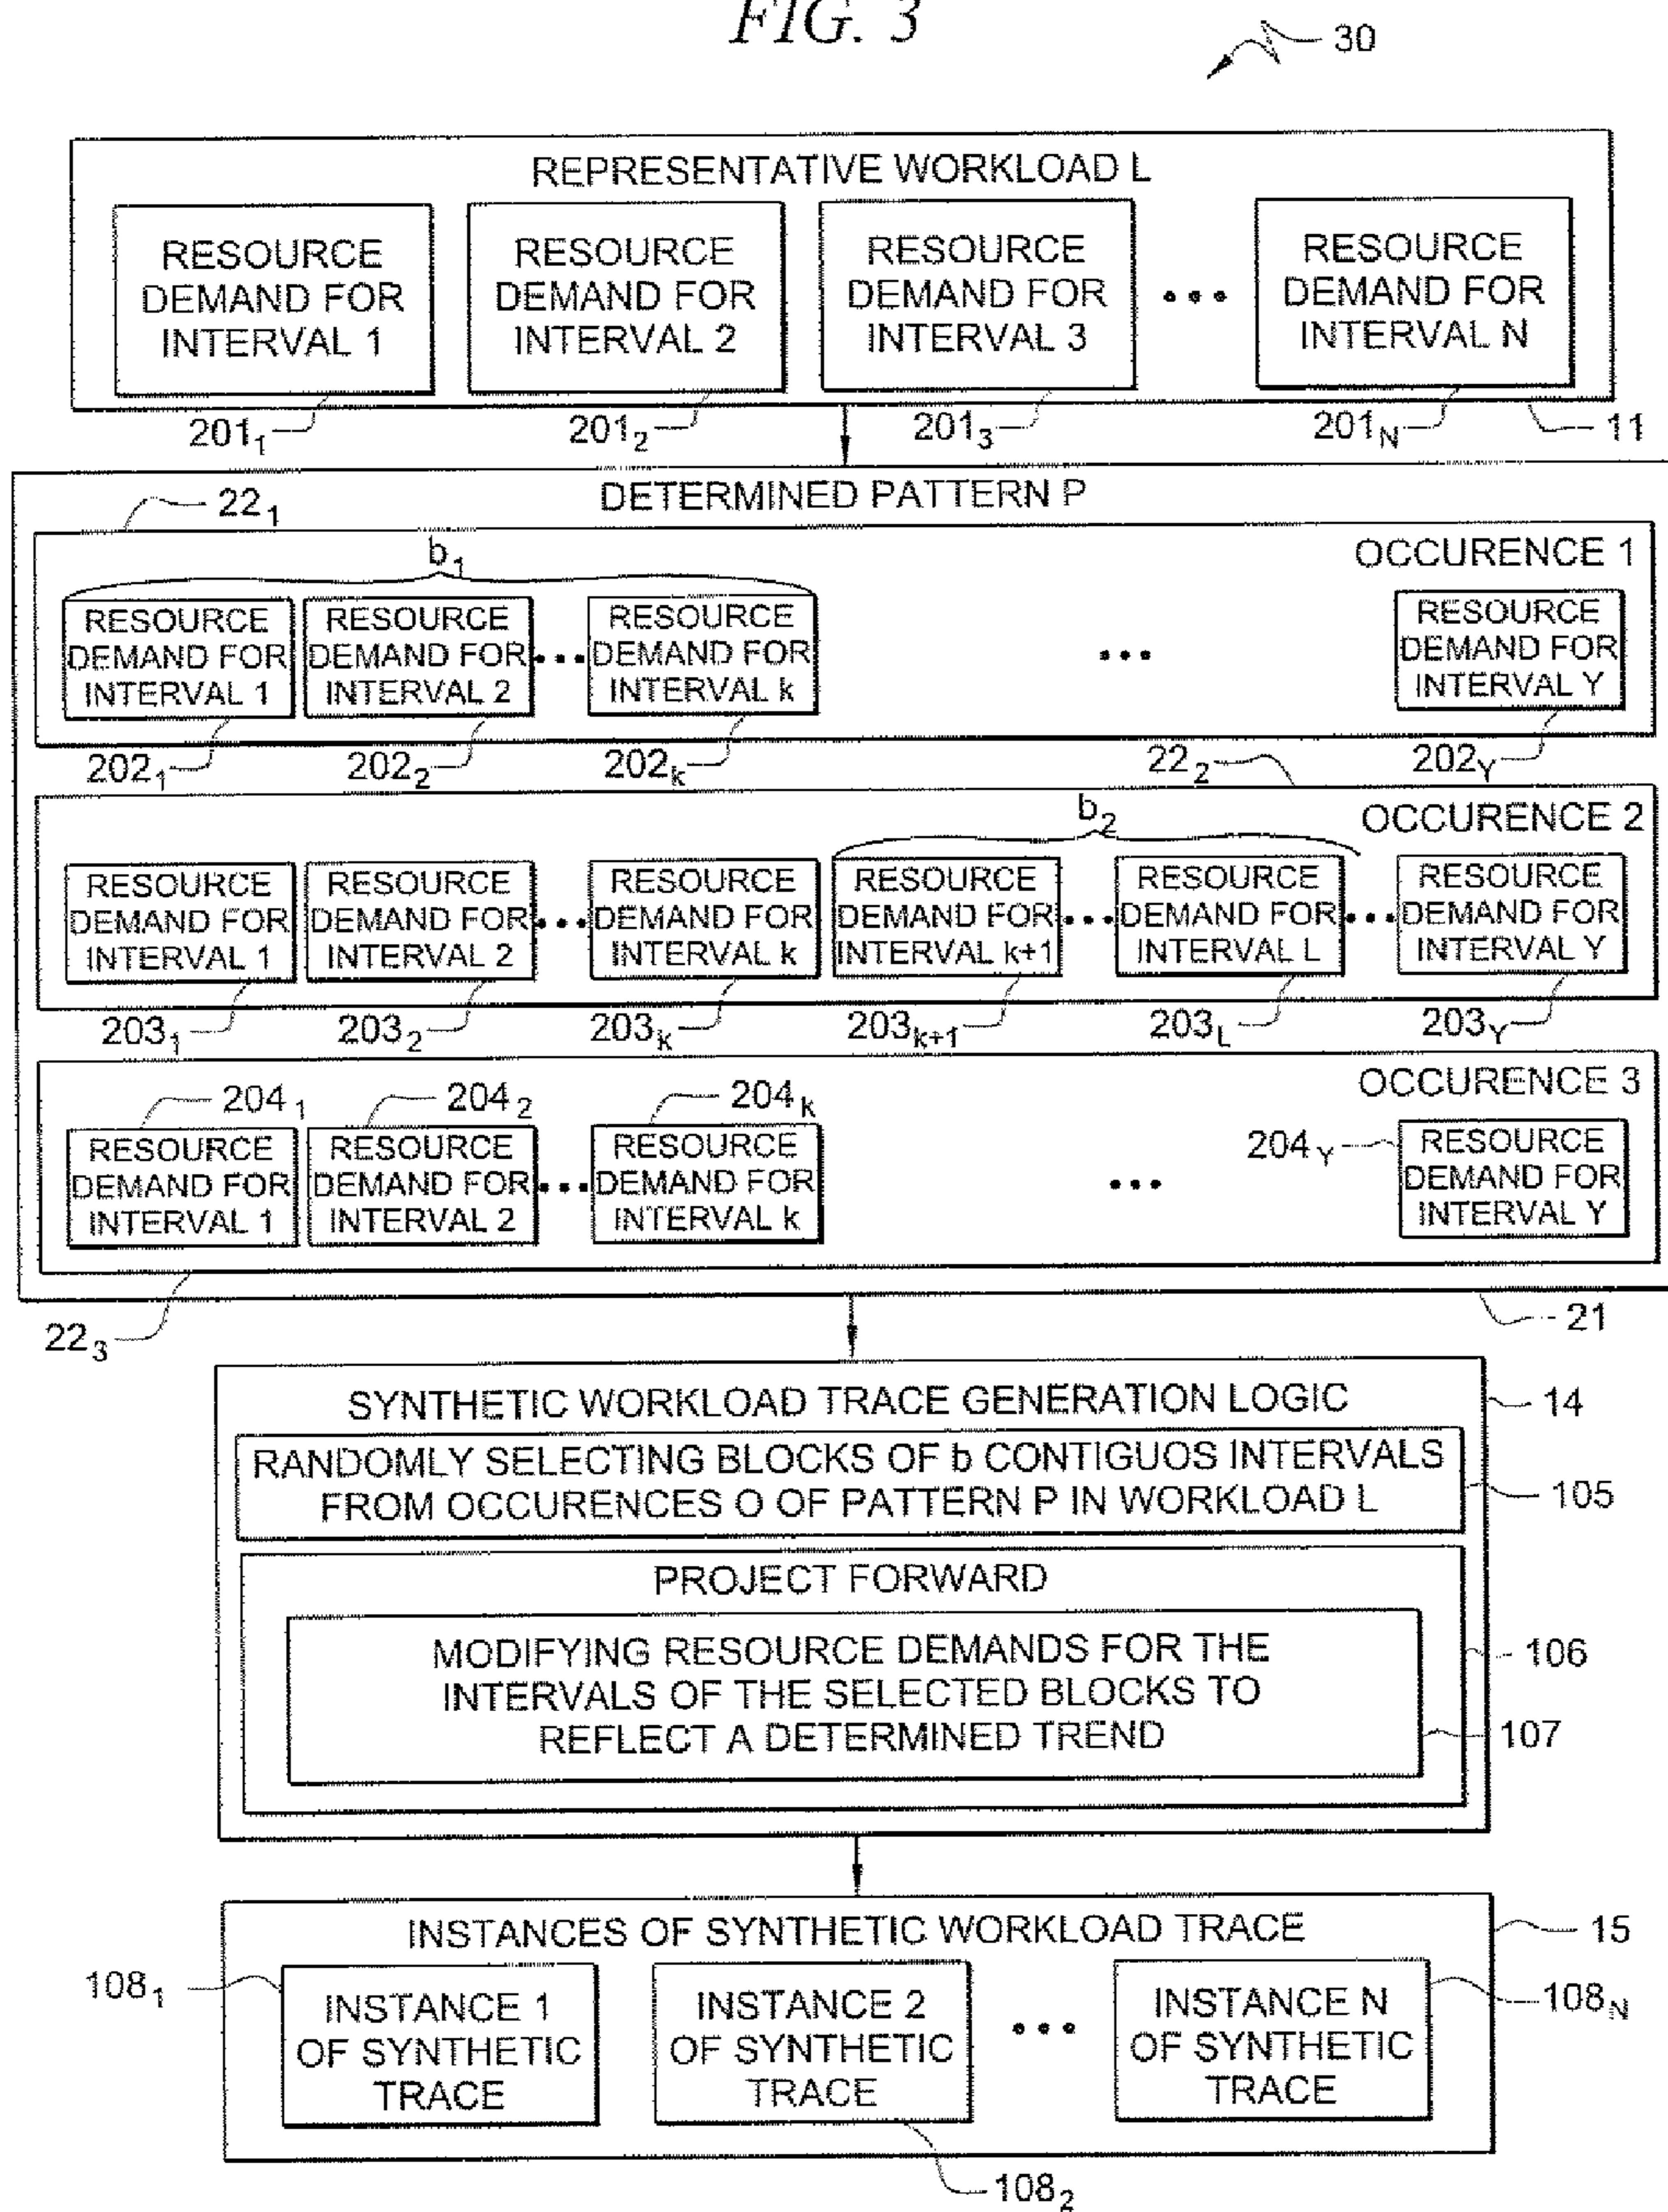 FIG. 3
30
REPRESENTATIVE WORKLOAD L
RESOURCE DEMAND FOR INTERVAL 1
RESOURCE DEMAND FOR INTERVAL 2
RESOURCE DEMAND FOR INTERVAL 3
•••
RESOURCE DEMAND FOR INTERVAL N
201₁
201₂
201₃
201N
11
DETERMINED PATTERN P
22₁
b₁
OCCURENCE 1
RESOURCE DEMAND FOR INTERVAL 1
RESOURCE DEMAND FOR INTERVAL 2
•••
RESOURCE DEMAND FOR INTERVAL k
•••
RESOURCE DEMAND FOR INTERVAL Y
202₁
202₂
202k
202Y
22₂
b₂
OCCURENCE 2
RESOURCE DEMAND FOR INTERVAL 1
RESOURCE DEMAND FOR INTERVAL 2
•••
RESOURCE DEMAND FOR INTERVAL k
RESOURCE DEMAND FOR INTERVAL k+1
•••
RESOURCE DEMAND FOR INTERVAL L
•••
RESOURCE DEMAND FOR INTERVAL Y
203₁
203₂
203k
203k+1
203L
203Y
OCCURENCE 3
204₁
204₂
204k
204Y
RESOURCE DEMAND FOR INTERVAL 1
RESOURCE DEMAND FOR INTERVAL 2
•••
RESOURCE DEMAND FOR INTERVAL k
•••
RESOURCE DEMAND FOR INTERVAL Y
22₃
21
SYNTHETIC WORKLOAD TRACE GENERATION LOGIC
14
RANDOMLY SELECTING BLOCKS OF b CONTIGUOS INTERVALS
FROM OCCURENCES O OF PATTERN P IN WORKLOAD L
105
PROJECT FORWARD
106
MODIFYING RESOURCE DEMANDS FOR THE
INTERVALS OF THE SELECTED BLOCKS TO
REFLECT A DETERMINED TREND
107
INSTANCES OF SYNTHETIC WORKLOAD TRACE
15
108₁
INSTANCE 1 OF SYNTHETIC TRACE
INSTANCE 2 OF SYNTHETIC TRACE
•••
INSTANCE N OF SYNTHETIC TRACE
108N
108₂